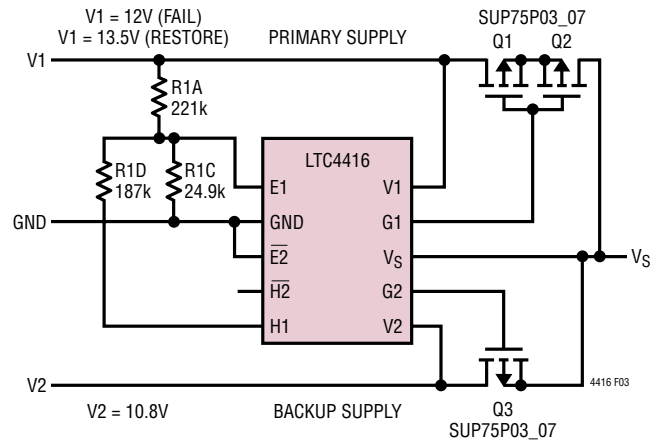 V1 = 12V (FAIL)
V1 = 13.5V (RESTORE)
PRIMARY SUPPLY
SUP75P03_07
Q1
Q2
V1
R1A
221k
R1D
187k
R1C
24.9k
LTC4416
E1
V1
GND
GND
G1
E2
VS
VS
H2
G2
H1
V2
V2
4416 F03
V2 = 10.8V
BACKUP SUPPLY
Q3
SUP75P03_07